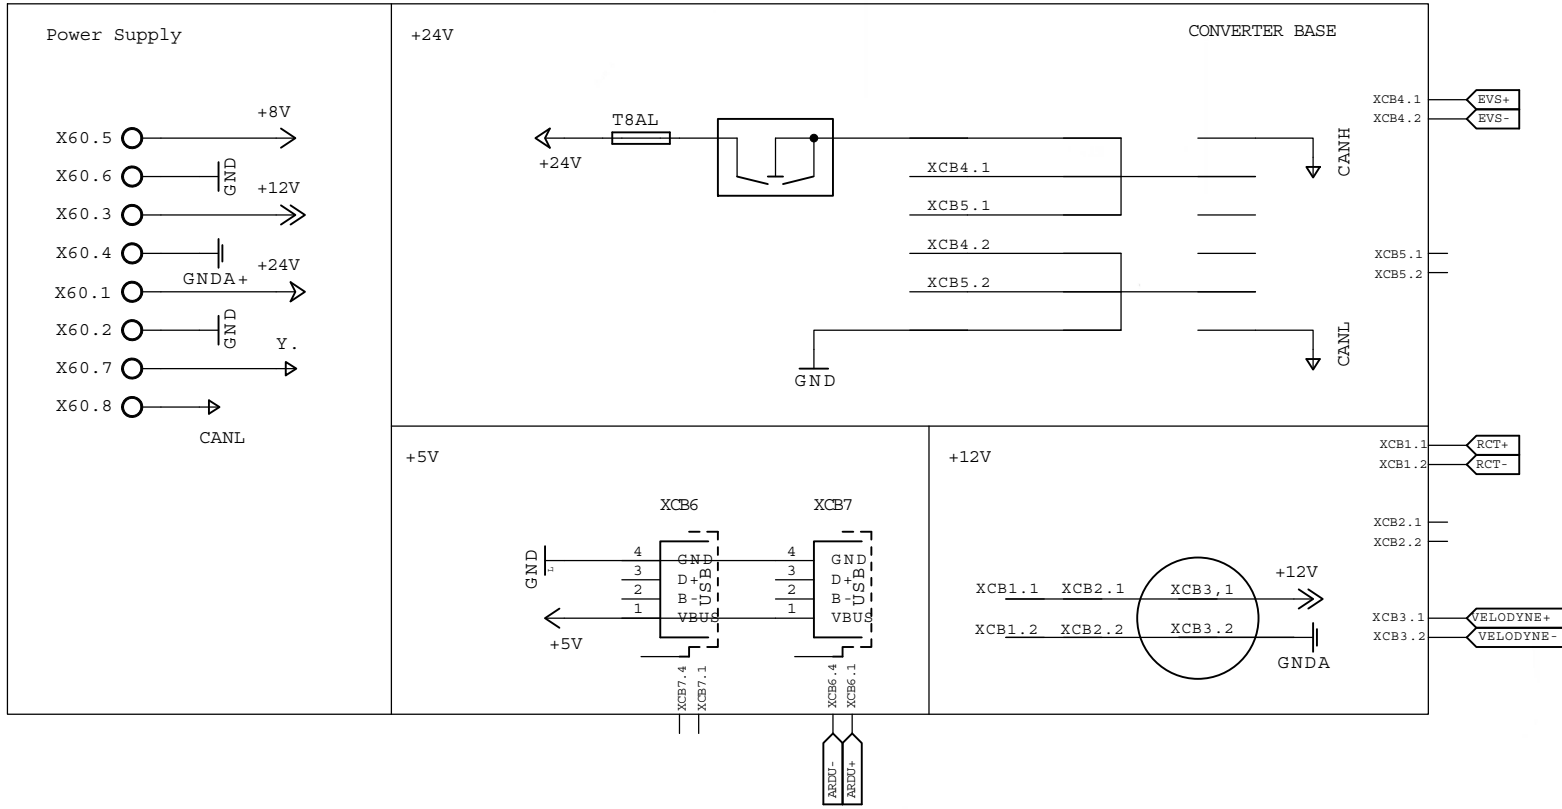 Power Supply
+8V
X60.5
X60.6
GND
+12V
X60.3
X60.4
GNDA+
+24V
X60.1
X60.2
GND
Y.
X60.7
X60.8
CANL
+24V
CONVERTER BASE
T8AL
+24V
XCB4.1
XCB5.1
XCB4.2
XCB5.2
GND
CANH
CANL
XCB4.1
EVS+
XCB4.2
EVS-
XCB5.1
XCB5.2
+5V
XCB6
XCB7
GND
L
4
GND
3
D+
2
B-
1
VBUS
USB
4
GND
3
D+
2
B-
1
VBUS
USB
+5V
XCB7.4
XCB7.1
XCB6.4
XCB6.1
ARDU-
ARDU+
+12V
XCB1.1
XCB2.1
XCB3,1
+12V
XCB1.2
XCB2.2
XCB3.2
GNDA
XCB1.1
RCT+
XCB1.2
RCT-
XCB2.1
XCB2.2
XCB3.1
VELODYNE+
XCB3.2
VELODYNE-